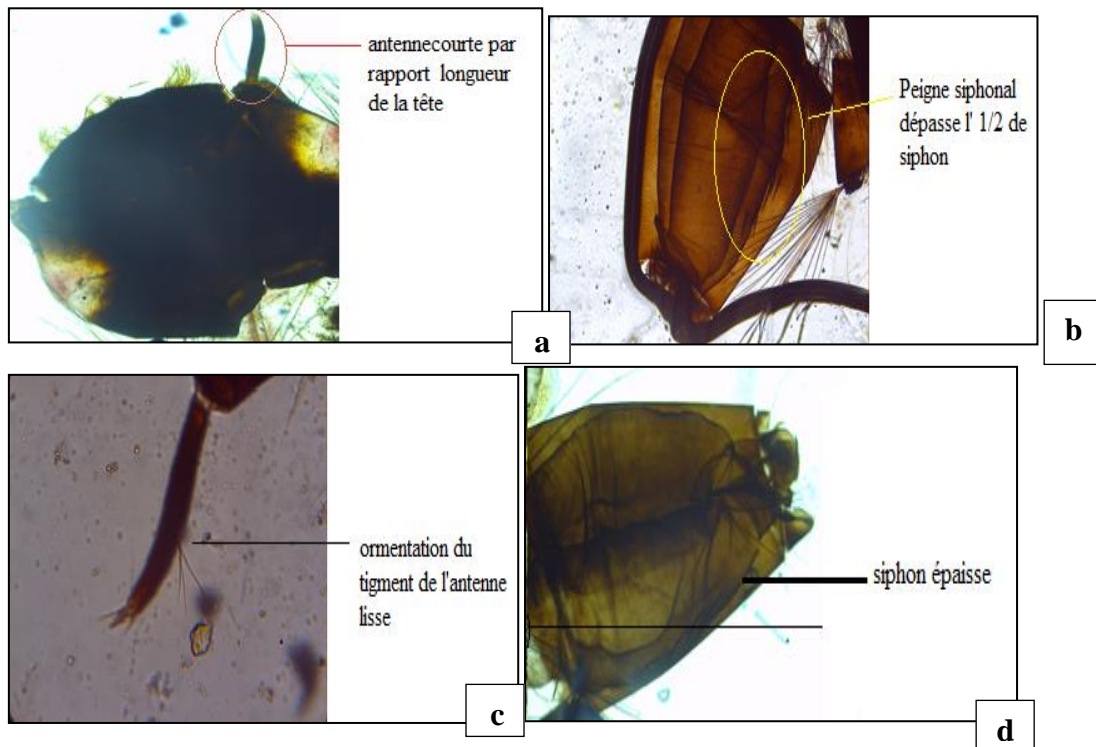 antennecourte par
rapport longueur
de la tête
a
Peigne siphonal
dépasse l' 1/2 de
siphon
b
ormentation du
tigment de l'antenne
lisse
c
siphon épaisse
d